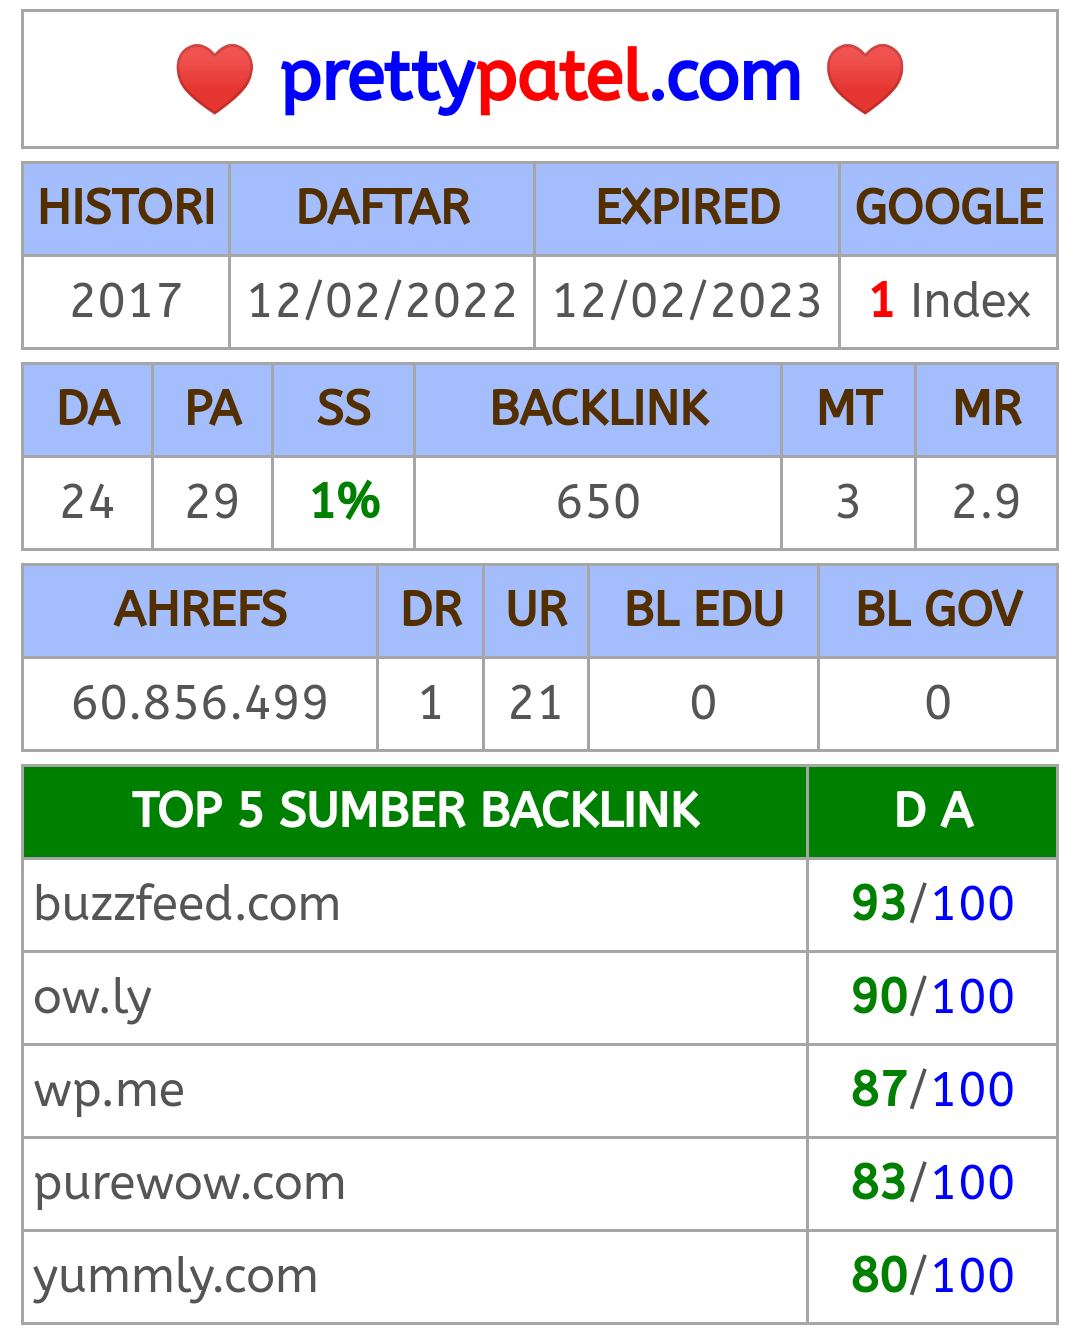 prettypatel.com
HISTORI DAFTAR EXPIRED GOOGLE
2017 12/02/2022 12/02/2023 1 Index
DA PA SS BACKLINK MT MR
24 29 1% 650 3 2.9
AHREFS DR UR BL EDU BL GOV
60.856.499 1 21 0 0
TOP 5 SUMBER BACKLINK D A
buzzfeed.com 93/100
ow.ly 90/100
wp.me 87/100
purewow.com 83/100
yummly.com 80/100